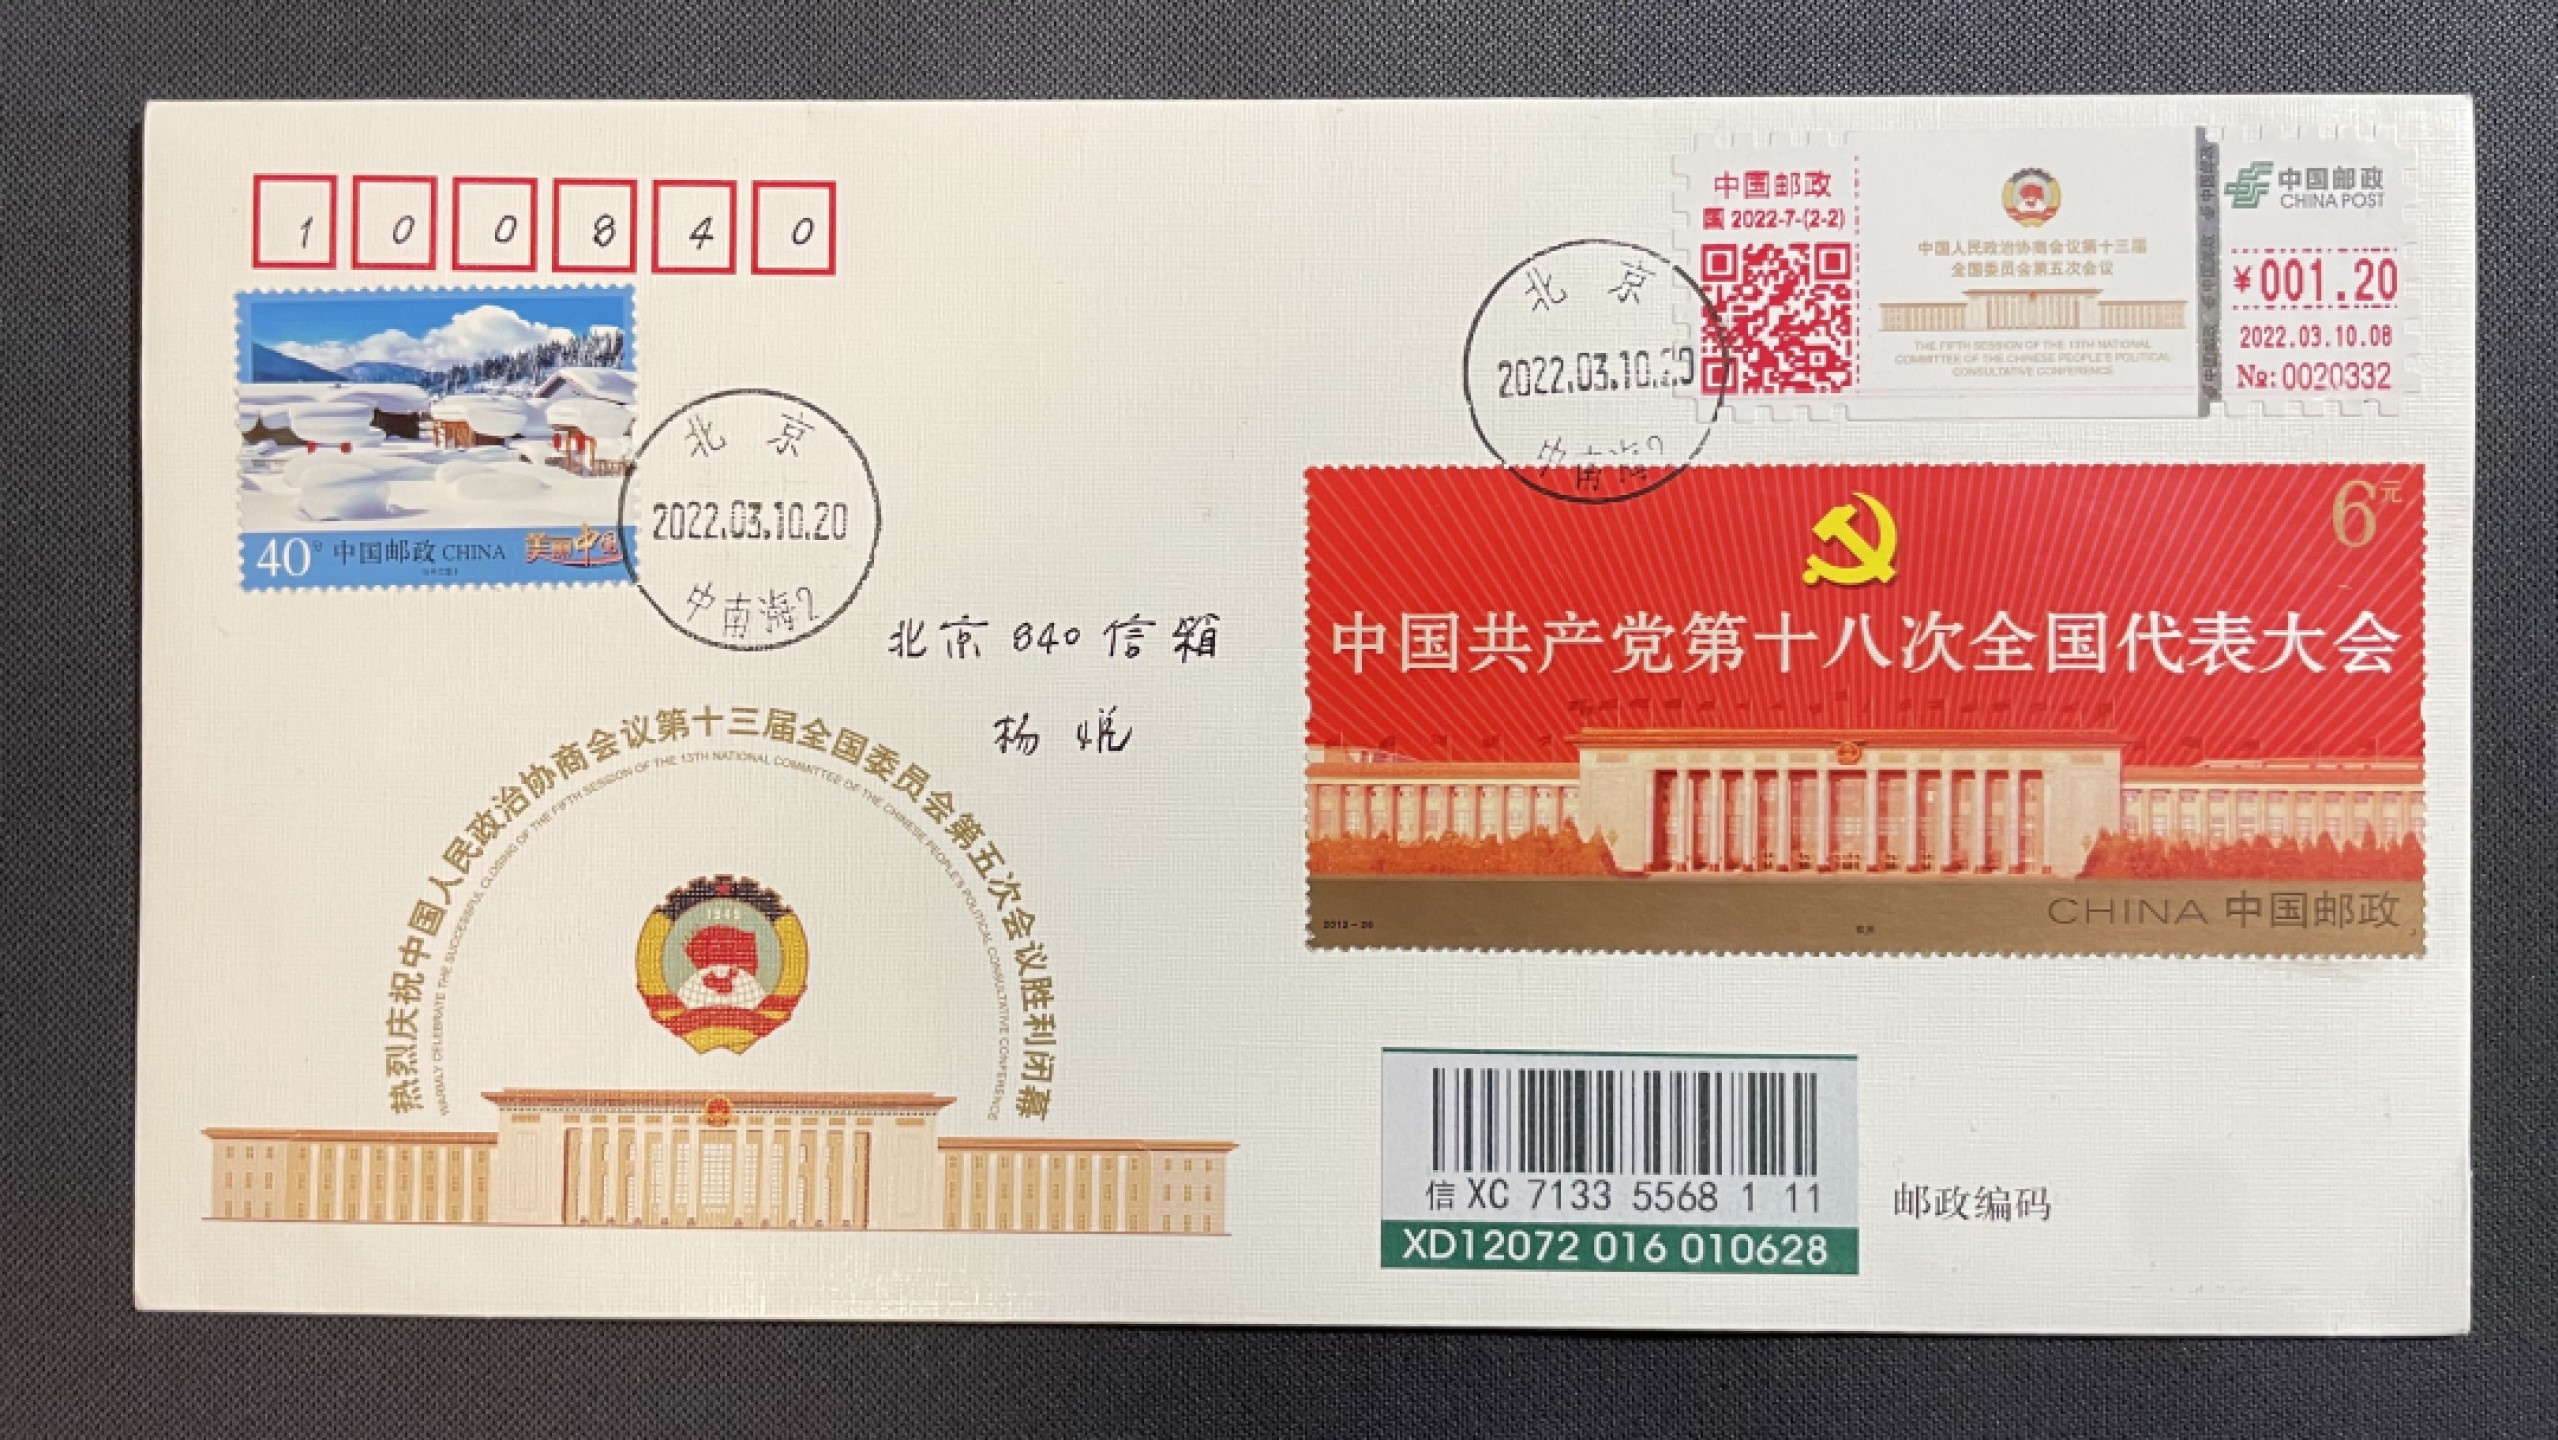 1 0 0 8 4 0
40分 中国邮政 CHINA 美丽中国
北京
2022.03.10.20
中南海2
北京
2022.03.10.20
中南海2
中国邮政
国 2022-7-(2-2)
中国人民政治协商会议第十三届
全国委员会第五次会议
THE FIFTH SESSION OF THE 13TH NATIONAL
COMMITTEE OF THE CHINESE PEOPLE'S POLITICAL
CONSULTATIVE CONFERENCE
中国邮政
CHINA POST
¥001.20
2022.03.10.08
№:0020332
6元
中国共产党第十八次全国代表大会
CHINA 中国邮政
2012-26
北京840信箱
杨悦
热烈庆祝中国人民政治协商会议第十三届全国委员会第五次会议胜利闭幕
WARMLY CELEBRATE THE SUCCESSFUL CLOSING OF THE FIFTH SESSION OF THE 13TH NATIONAL COMMITTEE OF THE CHINESE PEOPLE'S POLITICAL CONSULTATIVE CONFERENCE
1949
信 XC 7133 5568 1 11
XD12072 016 010628
邮政编码